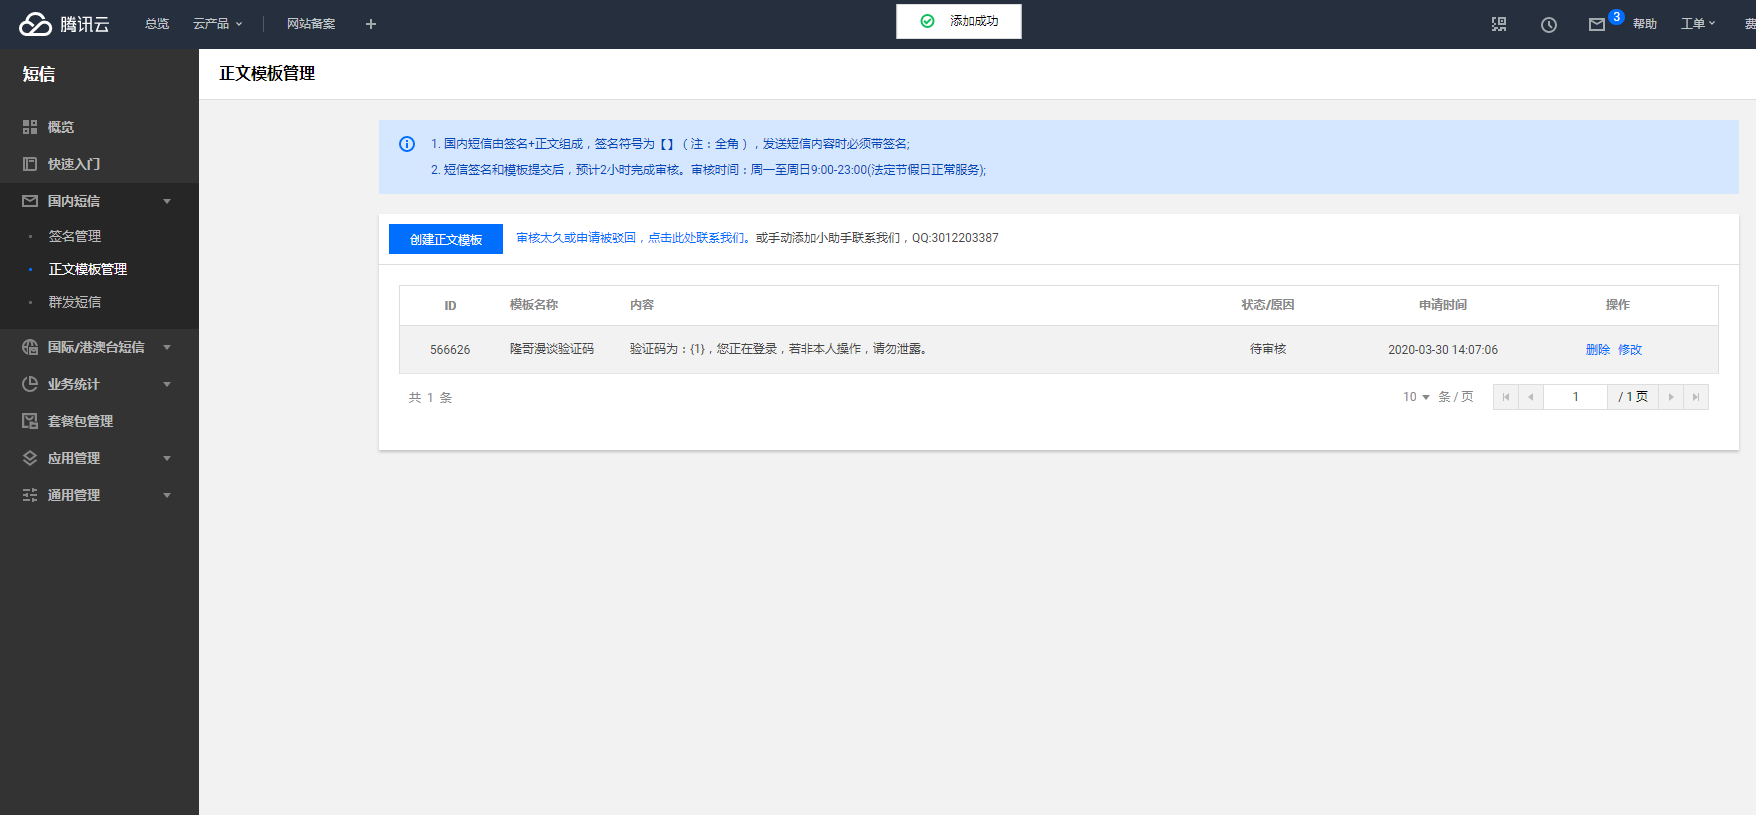 腾讯云
总览
云产品
网站备案
+
添加成功
3
帮助
工单
费
短信
概览
快速入门
国内短信
签名管理
正文模板管理
群发短信
国际/港澳台短信
业务统计
套餐包管理
应用管理
通用管理
正文模板管理
1. 国内短信由签名+正文组成，签名符号为【】（注：全角），发送短信内容时必须带签名;
2. 短信签名和模板提交后，预计2小时完成审核。审核时间：周一至周日9:00-23:00(法定节假日正常服务);
创建正文模板 审核太久或申请被驳回，点击此处联系我们。或手动添加小助手联系我们，QQ:3012203387
ID 模板名称 内容 状态/原因 申请时间 操作
566626 隆哥漫谈验证码 验证码为：{1}，您正在登录，若非本人操作，请勿泄露。 待审核 2020-03-30 14:07:06 删除 修改
共 1 条 10 条 / 页 1 / 1 页